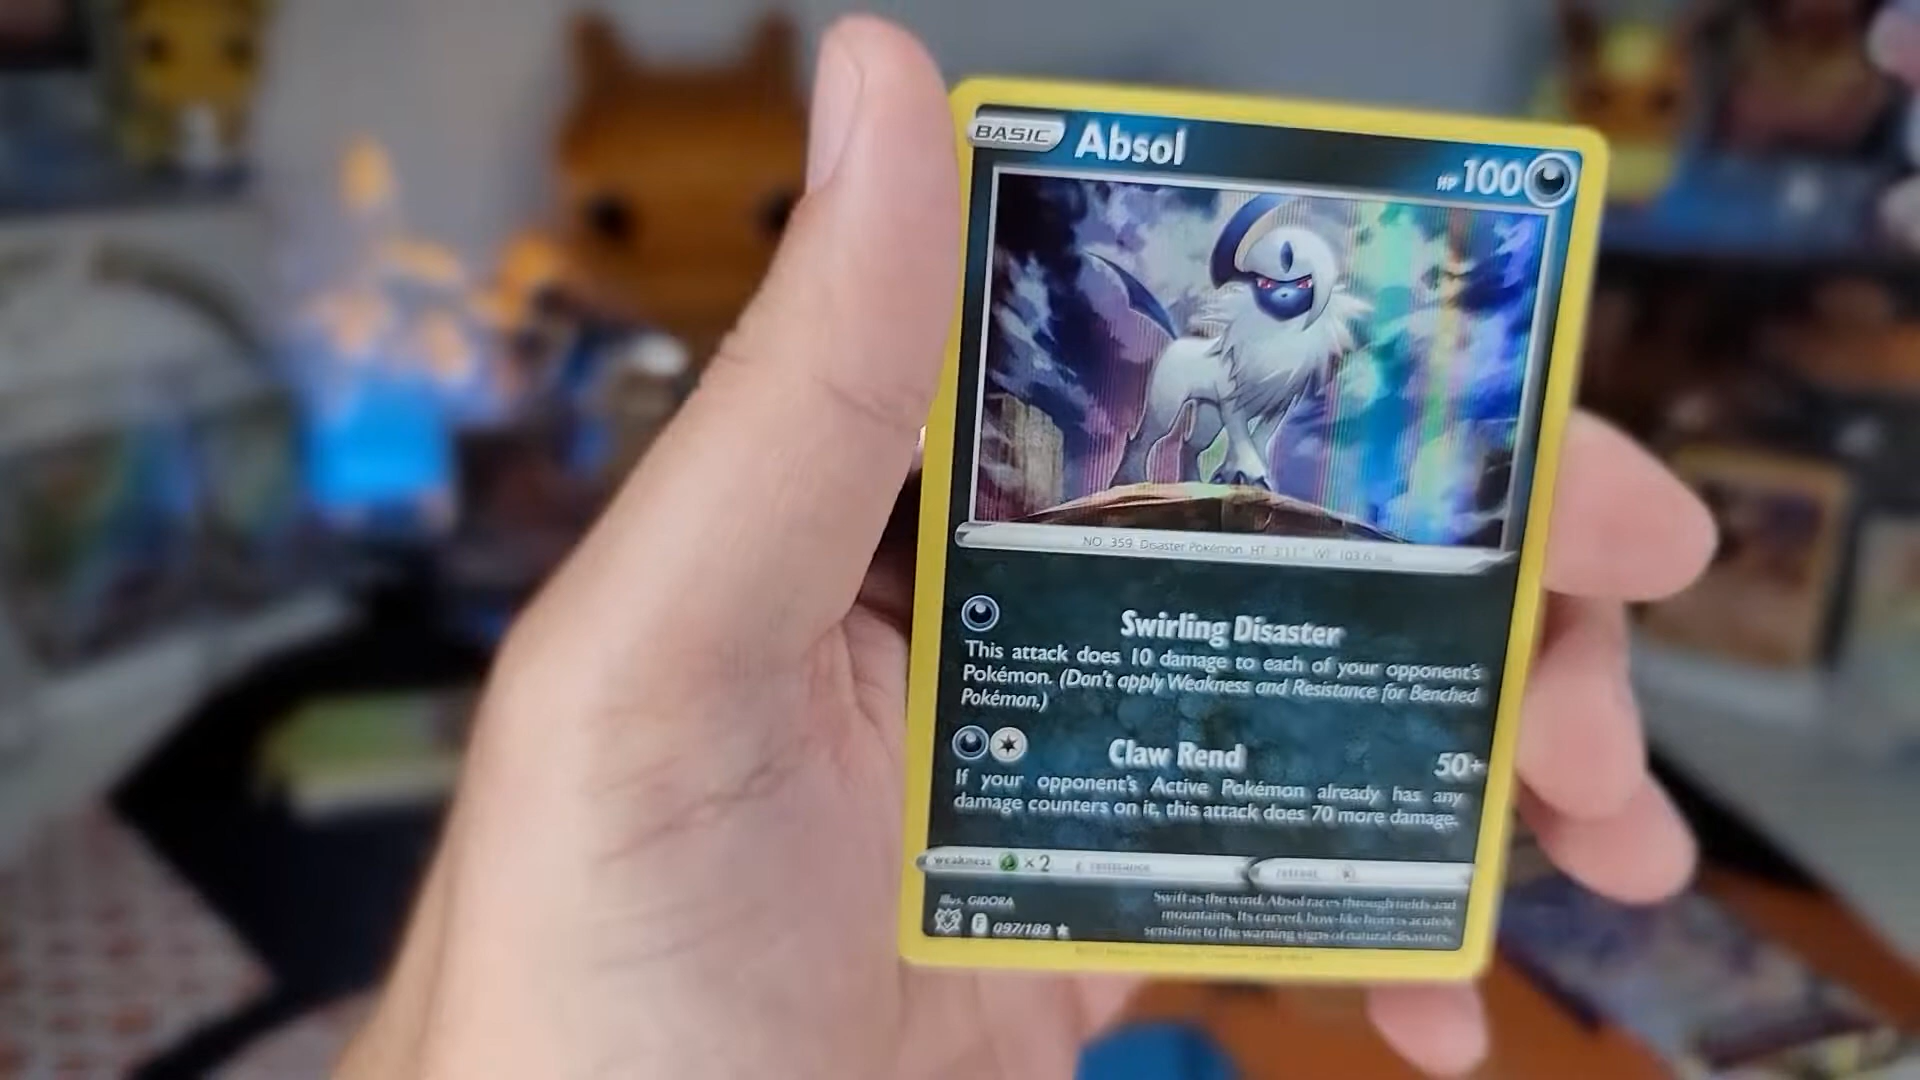 BASIC Absol HP 100
NO. 359 Disaster Pokémon HT 3'11" WT 103.6 lbs.
Swirling Disaster
This attack does 10 damage to each of your opponent's
Pokémon. (Don't apply Weakness and Resistance for Benched
Pokémon.)
Claw Rend 50+
If your opponent's Active Pokémon already has any
damage counters on it, this attack does 70 more damage.
weakness ×2 resistance retreat
Illus. GIDORA
F 097/189 ★
Swift as the wind, Absol races through fields and
mountains. Its curved, bow-like horn is acutely
sensitive to the warning signs of natural disasters.